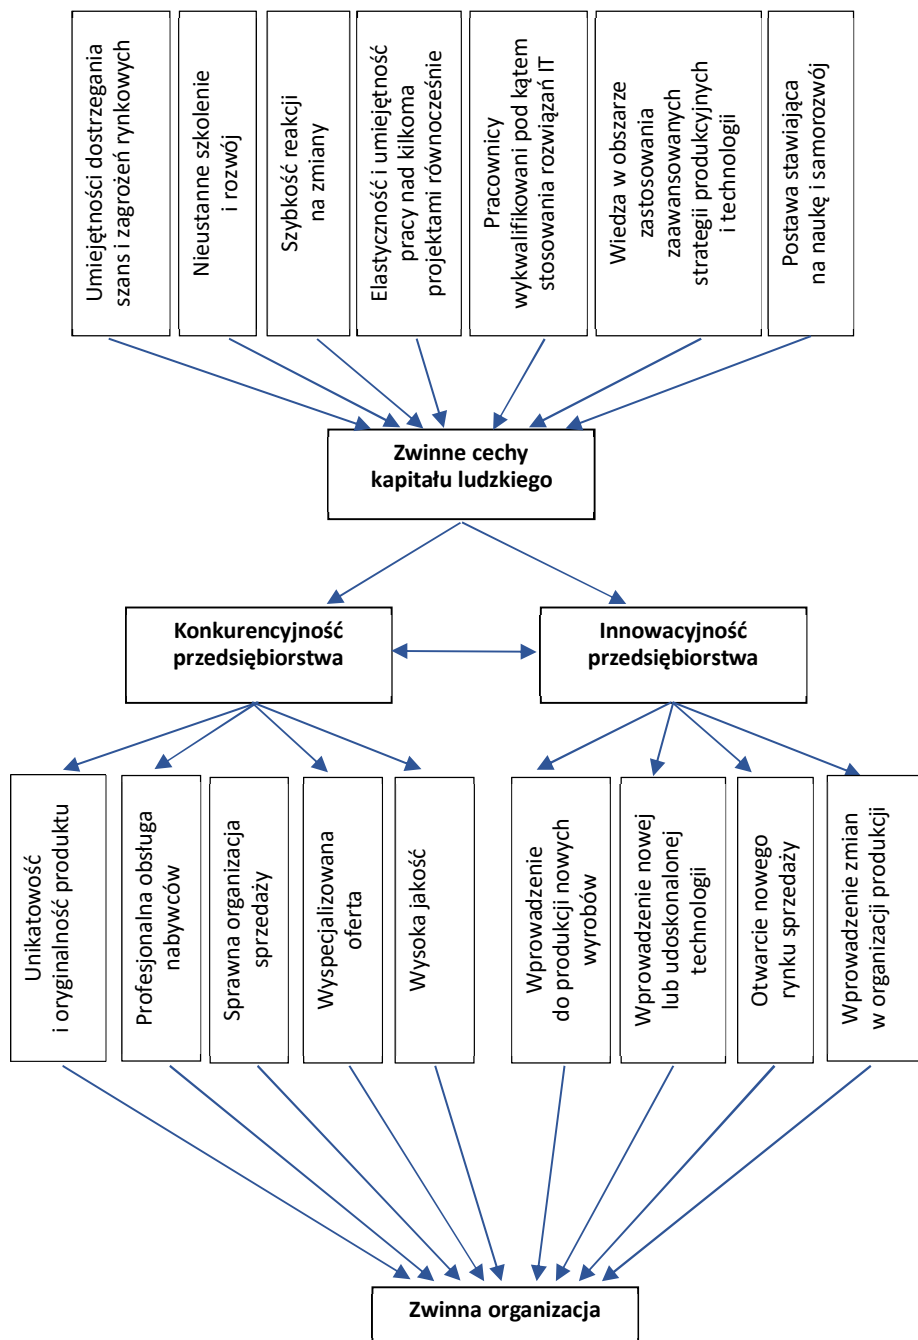 Umiejętności dostrzegania
szans i zagrożeń rynkowych
Nieustanne szkolenie
i rozwój
Szybkość reakcji
na zmiany
Elastyczność i umiejętność
pracy nad kilkoma
projektami równocześnie
Pracownicy
wykwalifikowani pod kątem
stosowania rozwiązań IT
Wiedza w obszarze
zastosowania
zaawansowanych
strategii produkcyjnych
i technologii
Postawa stawiająca
na naukę i samorozwój
Zwinne cechy
kapitału ludzkiego
Konkurencyjność
przedsiębiorstwa
Innowacyjność
przedsiębiorstwa
Unikatowość
i oryginalność produktu
Profesjonalna obsługa
nabywców
Sprawna organizacja
sprzedaży
Wyspecjalizowana
oferta
Wysoka jakość
Wprowadzenie
do produkcji nowych
wyrobów
Wprowadzenie nowej
lub udoskonalonej
technologii
Otwarcie nowego
rynku sprzedaży
Wprowadzenie zmian
w organizacji produkcji
Zwinna organizacja